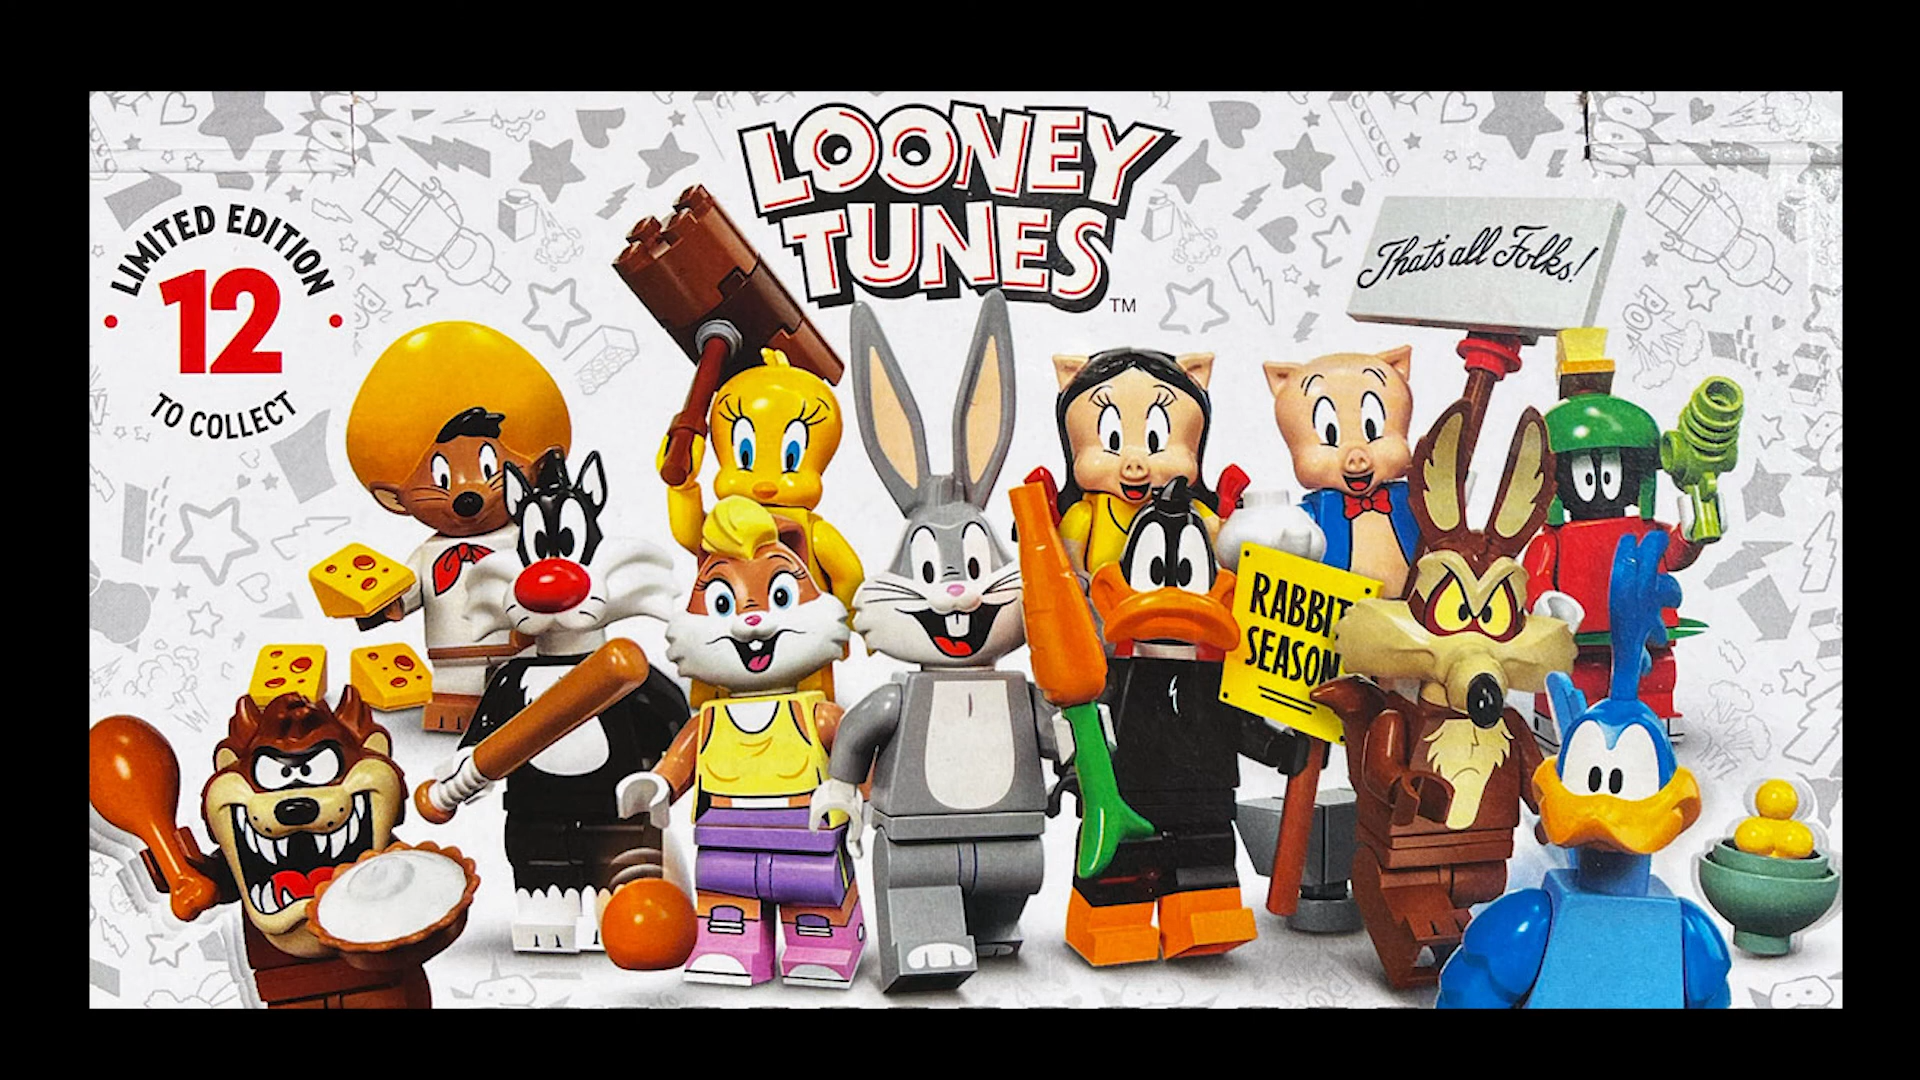 LOONEY
TUNES
TM
LIMITED EDITION
12
TO COLLECT
That's all Folks!
RABBIT
SEASON